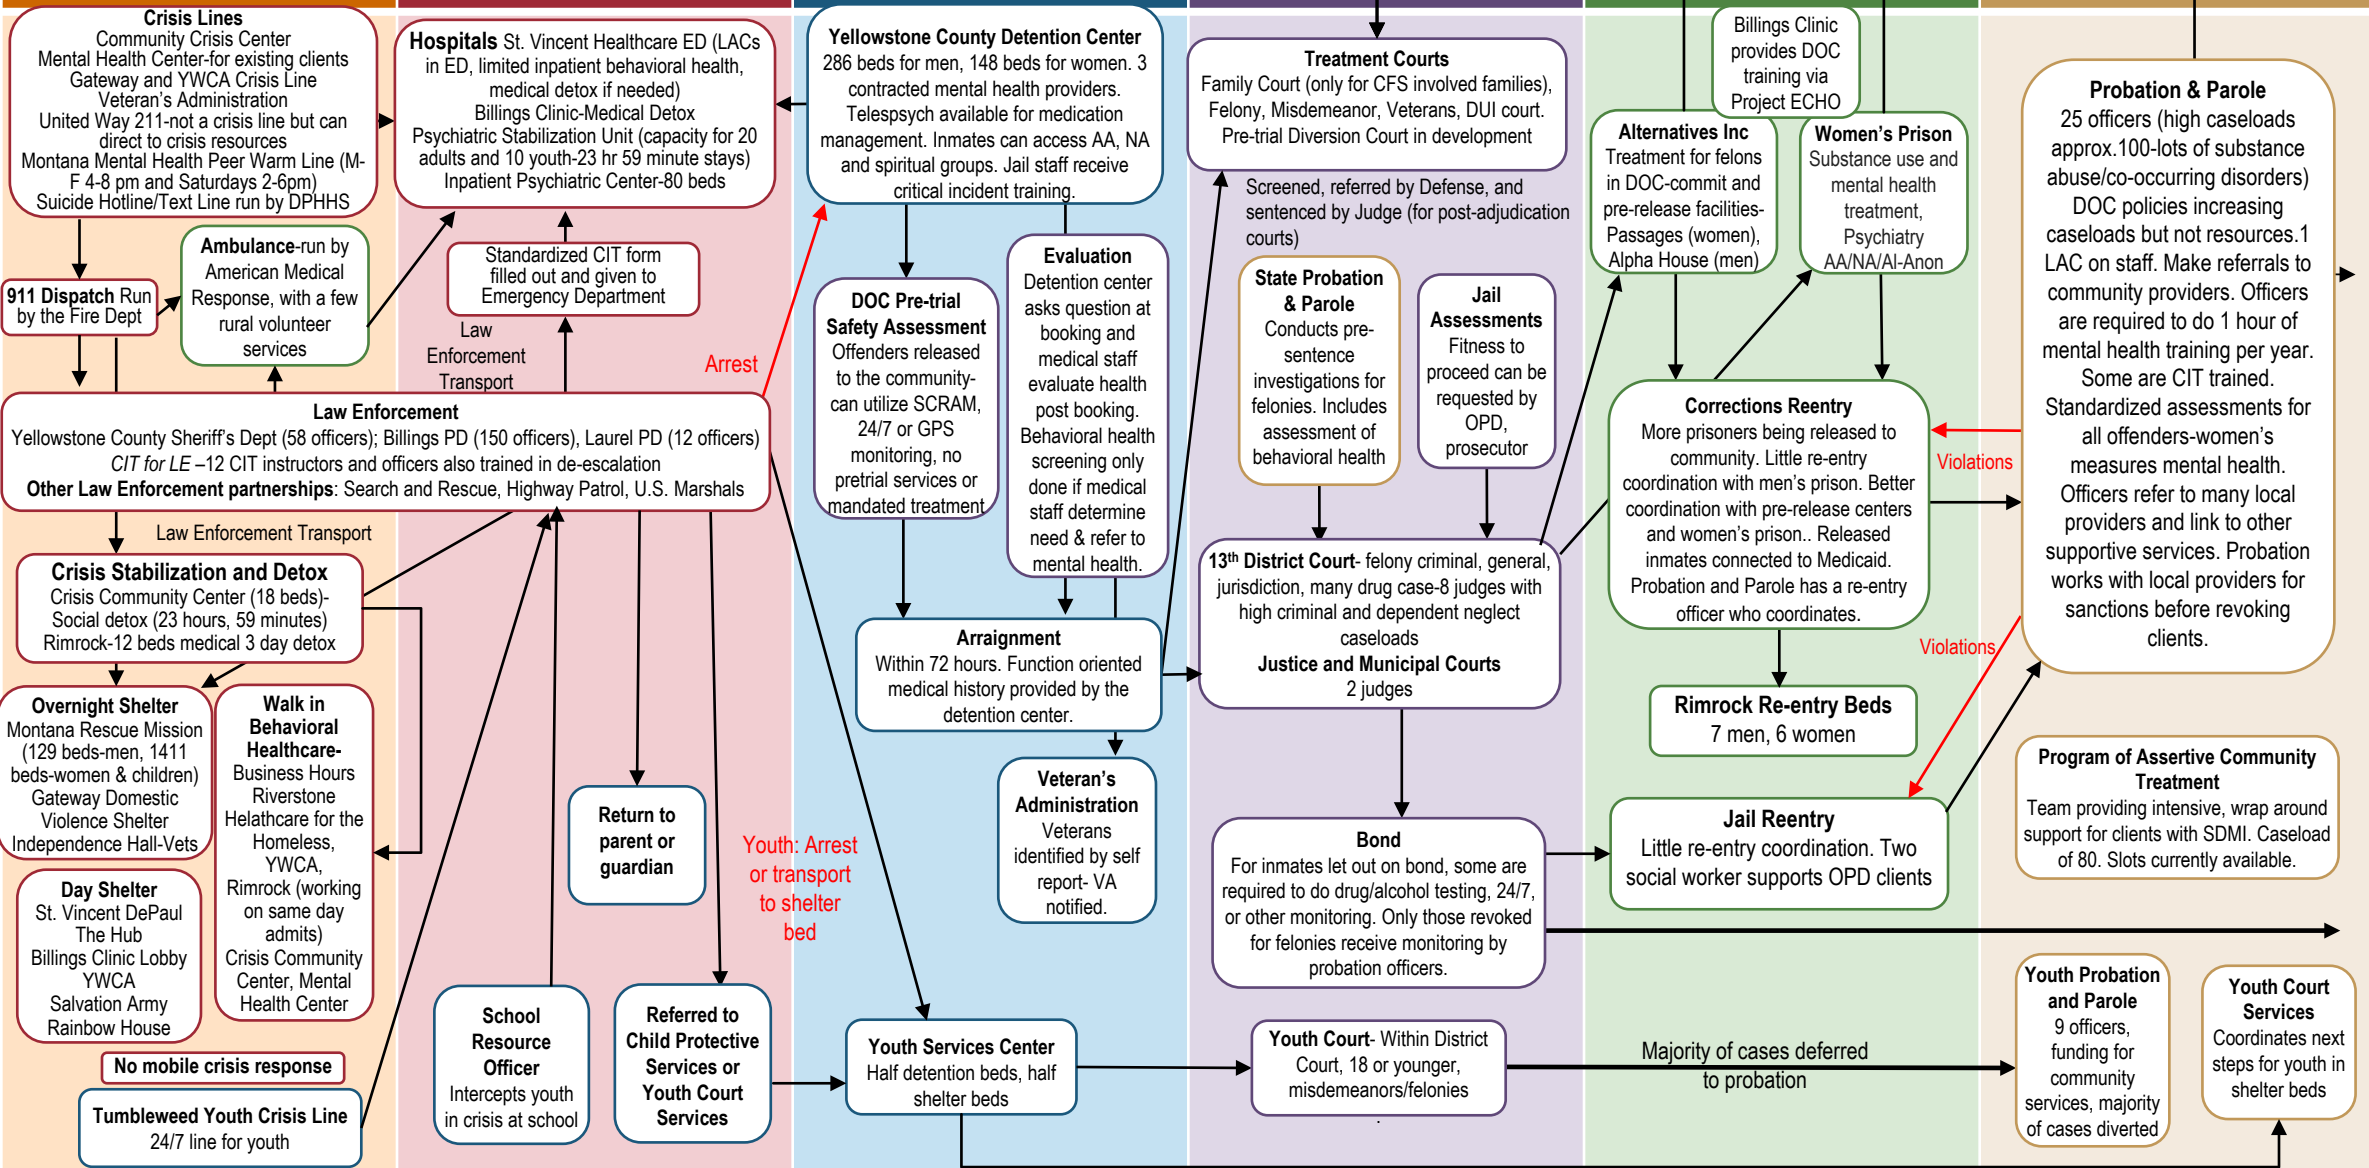 Crisis Lines
Community Crisis Center
Mental Health Center-for existing clients
Gateway and YWCA Crisis Line
Veteran's Administration
United Way 211-not a crisis line but can
direct to crisis resources
Montana Mental Health Peer Warm Line (M-
F 4-8 pm and Saturdays 2-6pm)
Suicide Hotline/Text Line run by DPHHS
911 Dispatch Run
by the Fire Dept
Ambulance-run by
American Medical
Response, with a few
rural volunteer
services
Hospitals St. Vincent Healthcare ED (LACs
in ED, limited inpatient behavioral health,
medical detox if needed)
Billings Clinic-Medical Detox
Psychiatric Stabilization Unit (capacity for 20
adults and 10 youth-23 hr 59 minute stays)
Inpatient Psychiatric Center-80 beds
Standardized CIT form
filled out and given to
Emergency Department
Law
Enforcement
Transport
Arrest
Law Enforcement
Yellowstone County Sheriff's Dept (58 officers); Billings PD (150 officers), Laurel PD (12 officers)
CIT for LE –12 CIT instructors and officers also trained in de-escalation
Other Law Enforcement partnerships: Search and Rescue, Highway Patrol, U.S. Marshals
Law Enforcement Transport
Crisis Stabilization and Detox
Crisis Community Center (18 beds)-
Social detox (23 hours, 59 minutes)
Rimrock-12 beds medical 3 day detox
Overnight Shelter
Montana Rescue Mission
(129 beds-men, 1411
beds-women & children)
Gateway Domestic
Violence Shelter
Independence Hall-Vets
Walk in
Behavioral
Healthcare-
Business Hours
Riverstone
Helathcare for the
Homeless,
YWCA,
Rimrock (working
on same day
admits)
Crisis Community
Center, Mental
Health Center
Day Shelter
St. Vincent DePaul
The Hub
Billings Clinic Lobby
YWCA
Salvation Army
Rainbow House
No mobile crisis response
Tumbleweed Youth Crisis Line
24/7 line for youth
School
Resource
Officer
Intercepts youth
in crisis at school
Return to
parent or
guardian
Referred to
Child Protective
Services or
Youth Court
Services
Youth: Arrest
or transport
to shelter
bed
Yellowstone County Detention Center
286 beds for men, 148 beds for women. 3
contracted mental health providers.
Telespsych available for medication
management. Inmates can access AA, NA
and spiritual groups. Jail staff receive
critical incident training.
DOC Pre-trial
Safety Assessment
Offenders released
to the community-
can utilize SCRAM,
24/7 or GPS
monitoring, no
pretrial services or
mandated treatment
Evaluation
Detention center
asks question at
booking and
medical staff
evaluate health
post booking.
Behavioral health
screening only
done if medical
staff determine
need & refer to
mental health.
Arraignment
Within 72 hours. Function oriented
medical history provided by the
detention center.
Veteran's
Administration
Veterans
identified by self
report- VA
notified.
Youth Services Center
Half detention beds, half
shelter beds
Treatment Courts
Family Court (only for CFS involved families),
Felony, Misdemeanor, Veterans, DUI court.
Pre-trial Diversion Court in development
Screened, referred by Defense, and
sentenced by Judge (for post-adjudication
courts)
State Probation
& Parole
Conducts pre-
sentence
investigations for
felonies. Includes
assessment of
behavioral health
Jail
Assessments
Fitness to
proceed can be
requested by
OPD,
prosecutor
13th District Court- felony criminal, general,
jurisdiction, many drug case-8 judges with
high criminal and dependent neglect
caseloads
Justice and Municipal Courts
2 judges
Bond
For inmates let out on bond, some are
required to do drug/alcohol testing, 24/7,
or other monitoring. Only those revoked
for felonies receive monitoring by
probation officers.
Youth Court- Within District
Court, 18 or younger,
misdemeanors/felonies
.
Billings Clinic
provides DOC
training via
Project ECHO
Alternatives Inc
Treatment for felons
in DOC-commit and
pre-release facilities-
Passages (women),
Alpha House (men)
Women's Prison
Substance use and
mental health
treatment,
Psychiatry
AA/NA/Al-Anon
Corrections Reentry
More prisoners being released to
community. Little re-entry
coordination with men's prison. Better
coordination with pre-release centers
and women's prison.. Released
inmates connected to Medicaid.
Probation and Parole has a re-entry
officer who coordinates.
Violations
Violations
Rimrock Re-entry Beds
7 men, 6 women
Jail Reentry
Little re-entry coordination. Two
social worker supports OPD clients
Majority of cases deferred
to probation
Probation & Parole
25 officers (high caseloads
approx.100-lots of substance
abuse/co-occurring disorders)
DOC policies increasing
caseloads but not resources.1
LAC on staff. Make referrals to
community providers. Officers
are required to do 1 hour of
mental health training per year.
Some are CIT trained.
Standardized assessments for
all offenders-women's
measures mental health.
Officers refer to many local
providers and link to other
supportive services. Probation
works with local providers for
sanctions before revoking
clients.
Program of Assertive Community
Treatment
Team providing intensive, wrap around
support for clients with SDMI. Caseload
of 80. Slots currently available.
Youth Probation
and Parole
9 officers,
funding for
community
services, majority
of cases diverted
Youth Court
Services
Coordinates next
steps for youth in
shelter beds